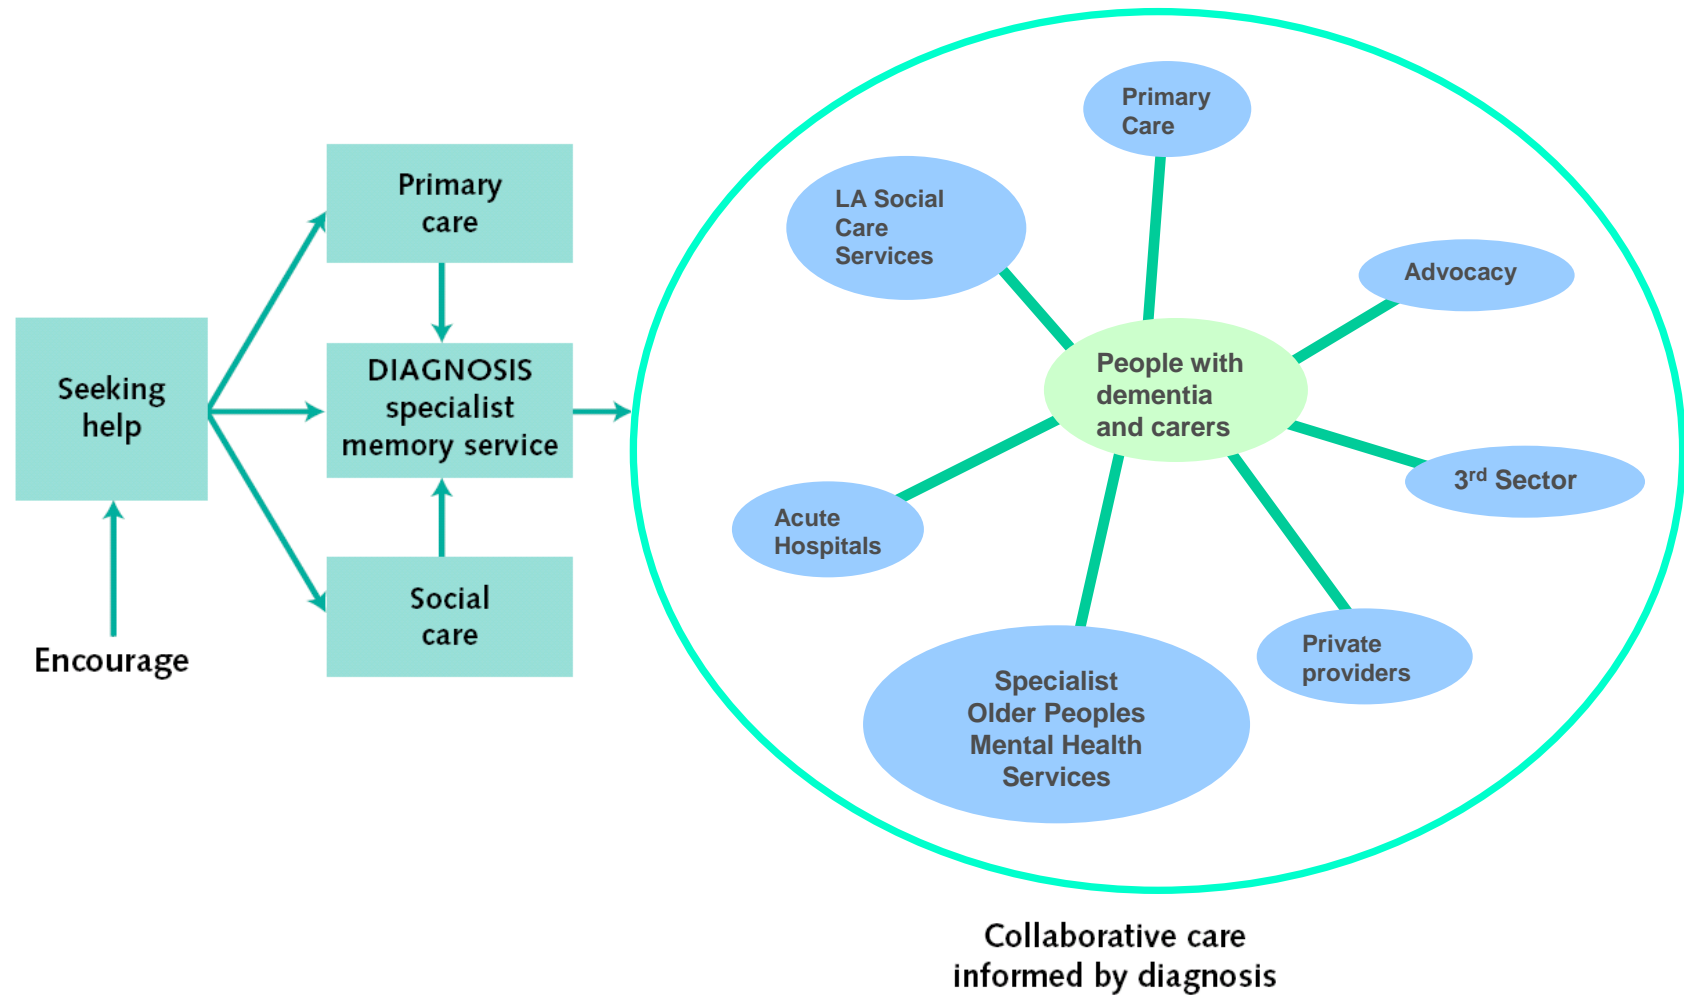 Seeking
help
Encourage
Primary
care
DIAGNOSIS
specialist
memory service
Social
care
Primary
Care
LA Social
Care
Services
Advocacy
People with
dementia
and carers
3rd Sector
Acute
Hospitals
Private
providers
Specialist
Older Peoples
Mental Health
Services
Collaborative care
informed by diagnosis